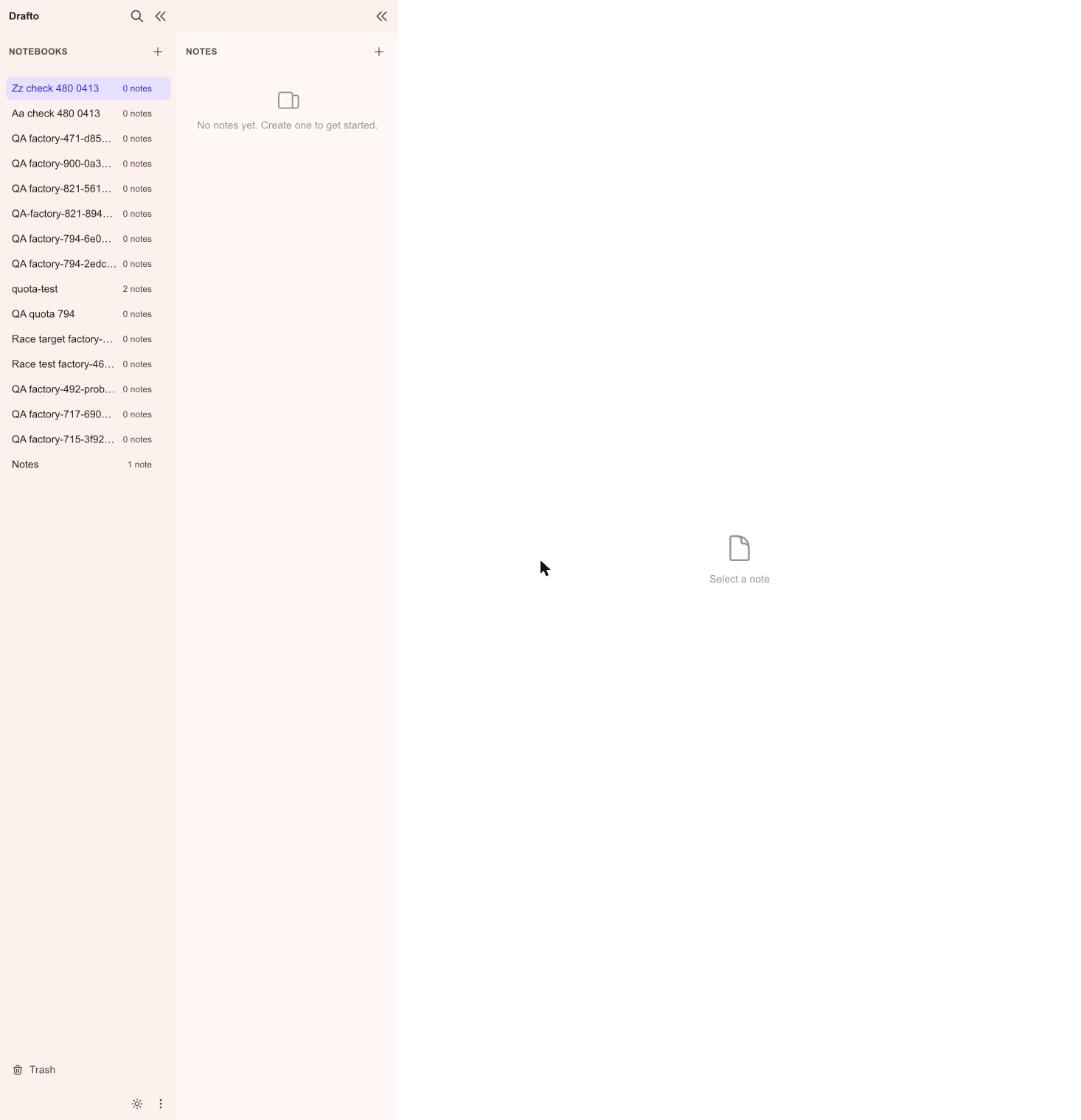 Drafto
NOTEBOOKS
Zz check 480 0413 0 notes
Aa check 480 0413 0 notes
QA factory-471-d85... 0 notes
QA factory-900-0a3... 0 notes
QA factory-821-561... 0 notes
QA-factory-821-894... 0 notes
QA factory-794-6e0... 0 notes
QA factory-794-2edc... 0 notes
quota-test 2 notes
QA quota 794 0 notes
Race target factory-... 0 notes
Race test factory-46... 0 notes
QA factory-492-prob... 0 notes
QA factory-717-690... 0 notes
QA factory-715-3f92... 0 notes
Notes 1 note
Trash
NOTES
No notes yet. Create one to get started.
Select a note